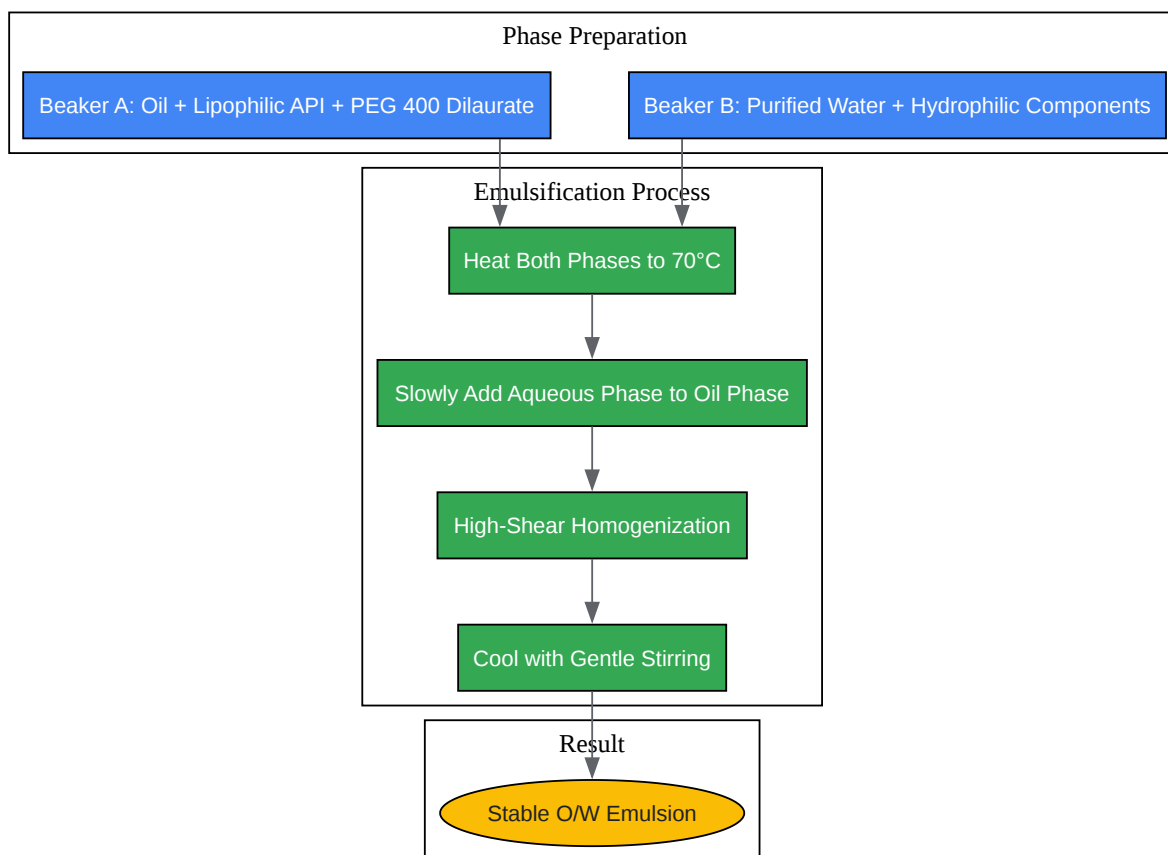 Phase Preparation
Beaker A: Oil + Lipophilic API + PEG 400 Dilaurate
Beaker B: Purified Water + Hydrophilic Components
Emulsification Process
Heat Both Phases to 70°C
Slowly Add Aqueous Phase to Oil Phase
High-Shear Homogenization
Cool with Gentle Stirring
Result
Stable O/W Emulsion